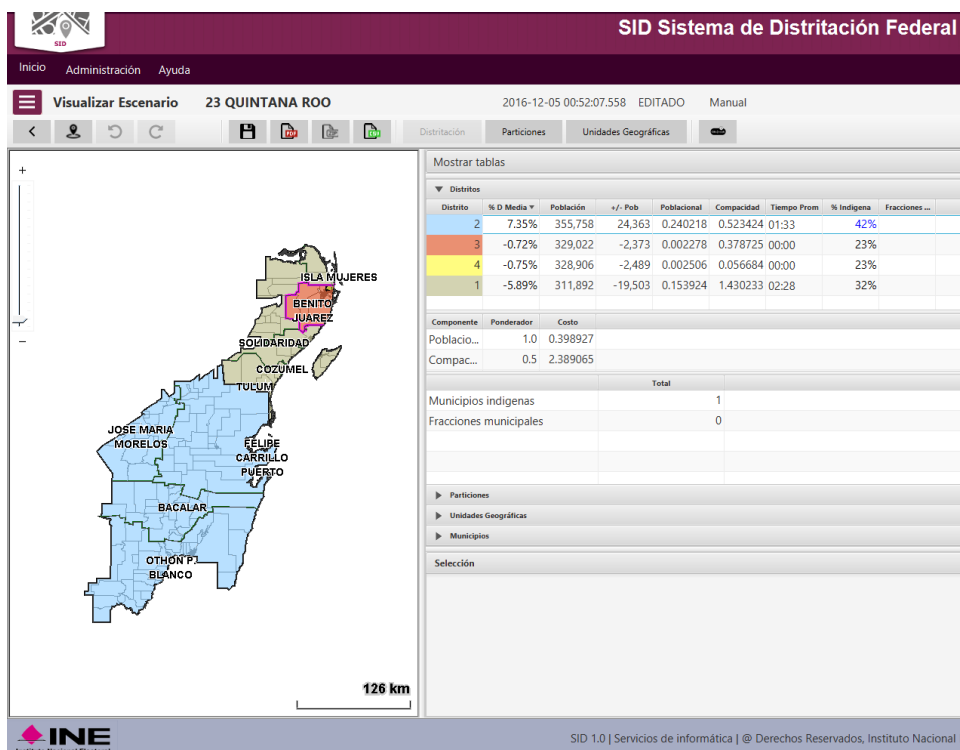 SID
SID Sistema de Distritación Federal
Inicio Administración Ayuda
Visualizar Escenario 23 QUINTANA ROO 2016-12-05 00:52:07.558 EDITADO Manual
Distritación Particiones Unidades Geográficas
Mostrar tablas
Distritos
Distrito % D Media Población +/- Pob Poblacional Compacidad Tiempo Prom % Indigena Fracciones ...
2 7.35% 355,758 24,363 0.240218 0.523424 01:33 42%
3 -0.72% 329,022 -2,373 0.002278 0.378725 00:00 23%
4 -0.75% 328,906 -2,489 0.002506 0.056684 00:00 23%
1 -5.89% 311,892 -19,503 0.153924 1.430233 02:28 32%
Componente Ponderador Costo
Poblacio... 1.0 0.398927
Compac... 0.5 2.389065
Total
Municipios indigenas 1
Fracciones municipales 0
Particiones
Unidades Geográficas
Municipios
Selección
+
−
ISLA MUJERES
BENITO
JUAREZ
SOLIDARIDAD
COZUMEL
TULUM
JOSE MARIA
MORELOS
FELIPE
CARRILLO
PUERTO
BACALAR
OTHON P.
BLANCO
126 km
INE
SID 1.0 | Servicios de informática | @ Derechos Reservados, Instituto Nacional